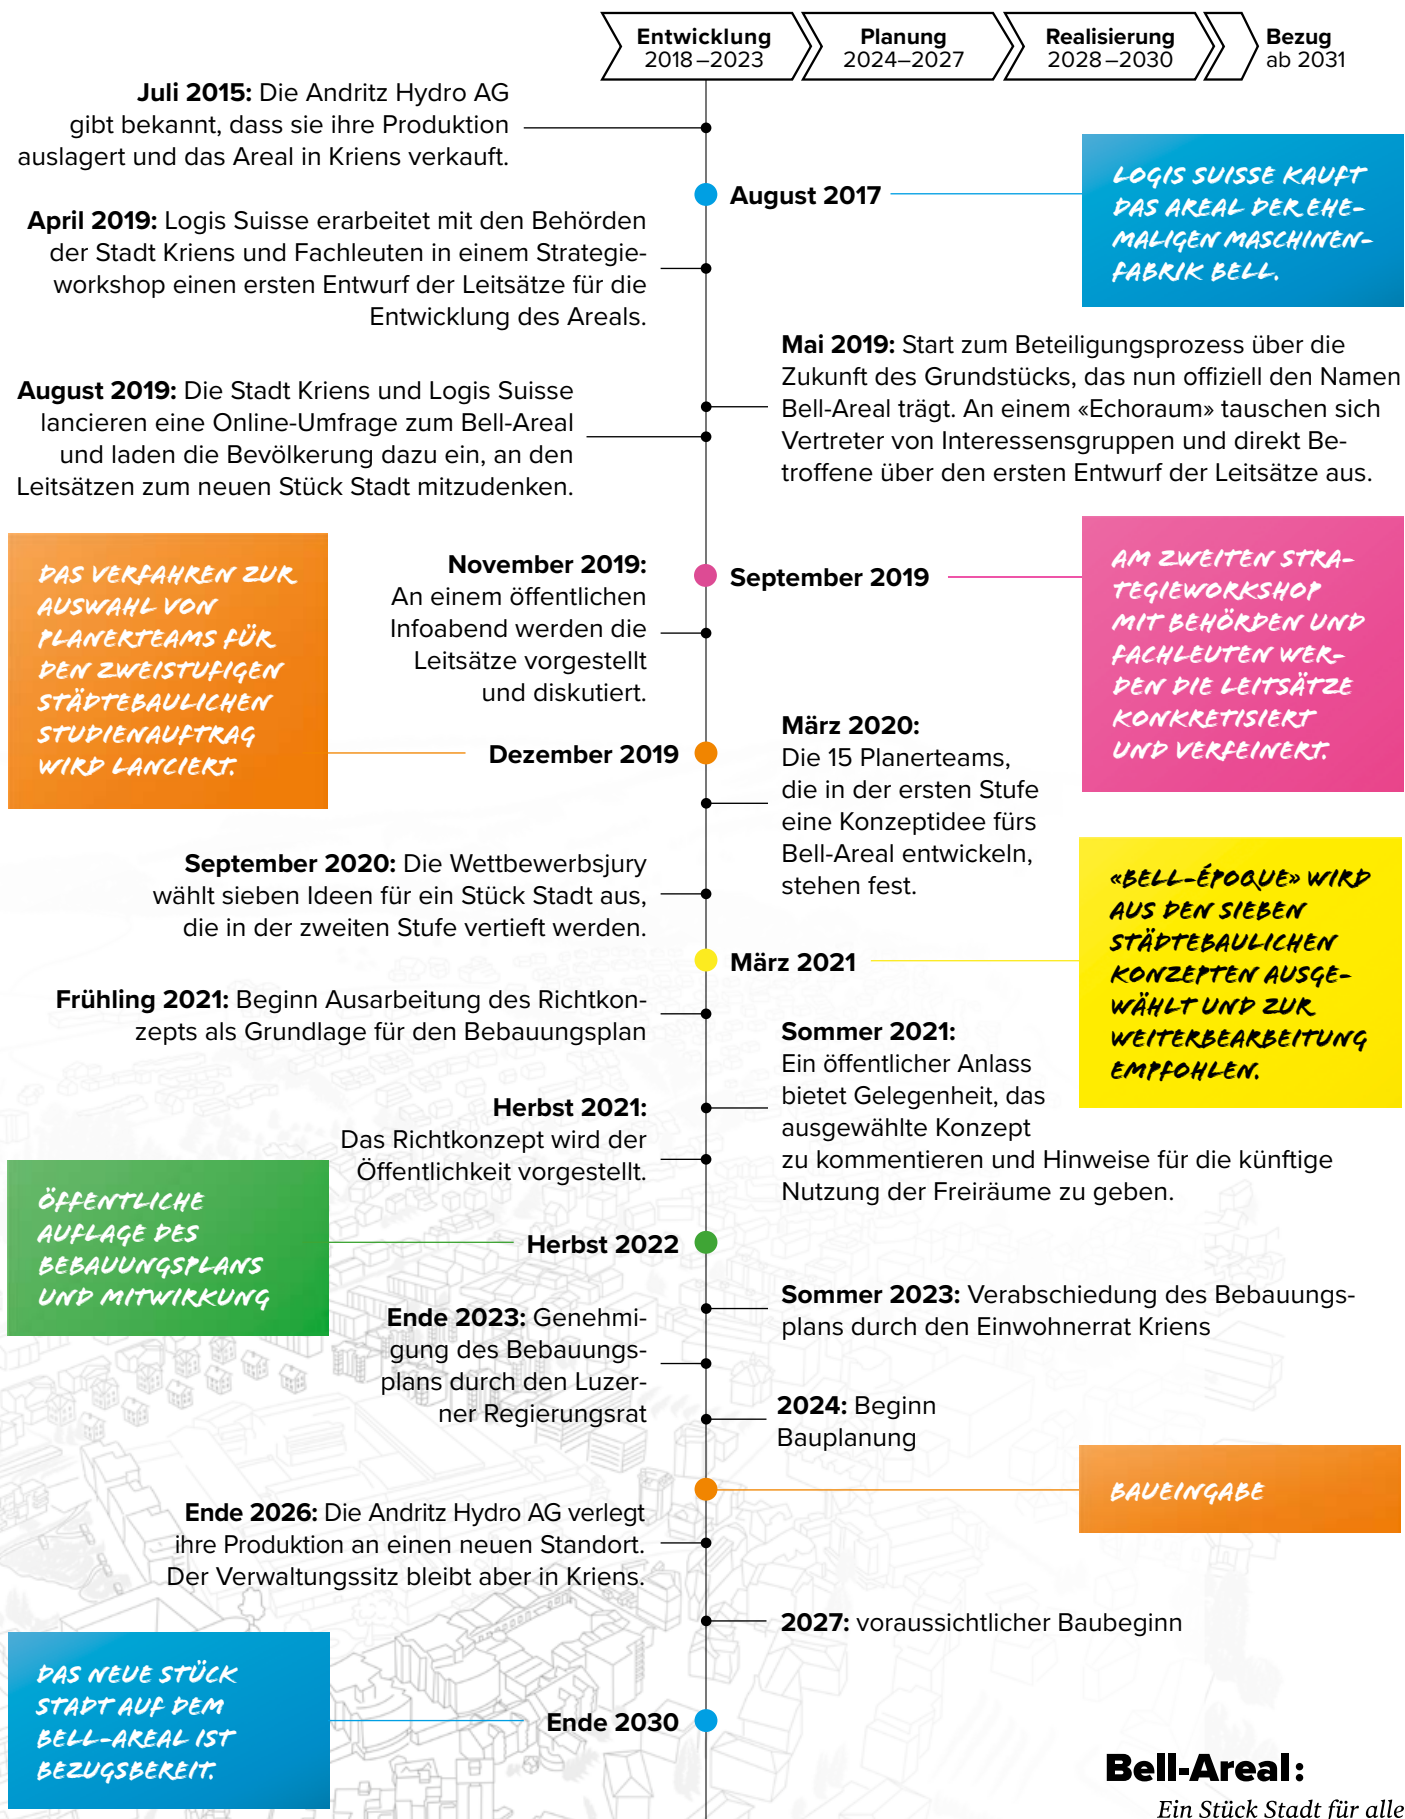 Entwicklung
2018–2023
Planung
2024–2027
Realisierung
2028–2030
Bezug
ab 2031
Juli 2015: Die Andritz Hydro AG
gibt bekannt, dass sie ihre Produktion
auslagert und das Areal in Kriens verkauft.
August 2017
LOGIS SUISSE KAUFT
DAS AREAL DER EHE-
MALIGEN MASCHINEN-
FABRIK BELL.
April 2019: Logis Suisse erarbeitet mit den Behörden
der Stadt Kriens und Fachleuten in einem Strategie-
workshop einen ersten Entwurf der Leitsätze für die
Entwicklung des Areals.
Mai 2019: Start zum Beteiligungsprozess über die
Zukunft des Grundstücks, das nun offiziell den Namen
Bell-Areal trägt. An einem «Echoraum» tauschen sich
Vertreter von Interessensgruppen und direkt Be-
troffene über den ersten Entwurf der Leitsätze aus.
August 2019: Die Stadt Kriens und Logis Suisse
lancieren eine Online-Umfrage zum Bell-Areal
und laden die Bevölkerung dazu ein, an den
Leitsätzen zum neuen Stück Stadt mitzudenken.
September 2019
AM ZWEITEN STRA-
TEGIEWORKSHOP
MIT BEHÖRDEN UND
FACHLEUTEN WER-
DEN DIE LEITSÄTZE
KONKRETISIERT
UND VERFEINERT.
November 2019:
An einem öffentlichen
Infoabend werden die
Leitsätze vorgestellt
und diskutiert.
DAS VERFAHREN ZUR
AUSWAHL VON
PLANERTEAMS FÜR
DEN ZWEISTUFIGEN
STÄDTEBAULICHEN
STUDIENAUFTRAG
WIRD LANCIERT.
Dezember 2019
März 2020:
Die 15 Planerteams,
die in der ersten Stufe
eine Konzeptidee fürs
Bell-Areal entwickeln,
stehen fest.
September 2020: Die Wettbewerbsjury
wählt sieben Ideen für ein Stück Stadt aus,
die in der zweiten Stufe vertieft werden.
März 2021
«BELL-ÉPOQUE» WIRD
AUS DEN SIEBEN
STÄDTEBAULICHEN
KONZEPTEN AUSGE-
WÄHLT UND ZUR
WEITERBEARBEITUNG
EMPFOHLEN.
Frühling 2021: Beginn Ausarbeitung des Richtkon-
zepts als Grundlage für den Bebauungsplan
Sommer 2021:
Ein öffentlicher Anlass
bietet Gelegenheit, das
ausgewählte Konzept
zu kommentieren und Hinweise für die künftige
Nutzung der Freiräume zu geben.
Herbst 2021:
Das Richtkonzept wird der
Öffentlichkeit vorgestellt.
ÖFFENTLICHE
AUFLAGE DES
BEBAUUNGSPLANS
UND MITWIRKUNG
Herbst 2022
Sommer 2023: Verabschiedung des Bebauungs-
plans durch den Einwohnerrat Kriens
Ende 2023: Genehmi-
gung des Bebauungs-
plans durch den Luzer-
ner Regierungsrat
2024: Beginn
Bauplanung
BAUEINGABE
Ende 2026: Die Andritz Hydro AG verlegt
ihre Produktion an einen neuen Standort.
Der Verwaltungssitz bleibt aber in Kriens.
2027: voraussichtlicher Baubeginn
DAS NEUE STÜCK
STADT AUF DEM
BELL-AREAL IST
BEZUGSBEREIT.
Ende 2030
Bell-Areal:
Ein Stück Stadt für alle